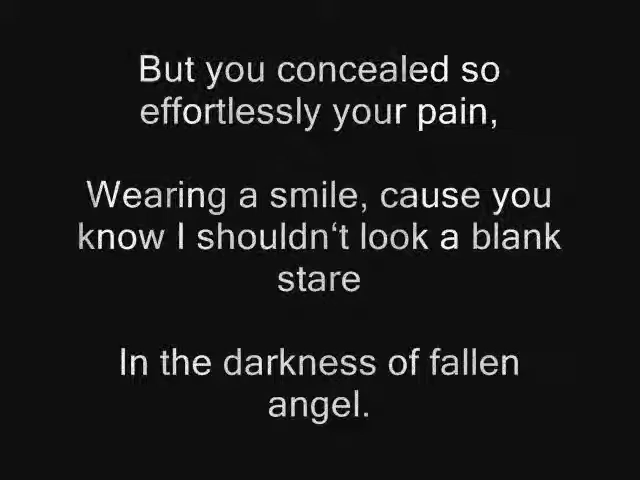 But you concealed so
effortlessly your pain,
Wearing a smile, cause you
know I shouldn‘t look a blank
stare
In the darkness of fallen
angel.